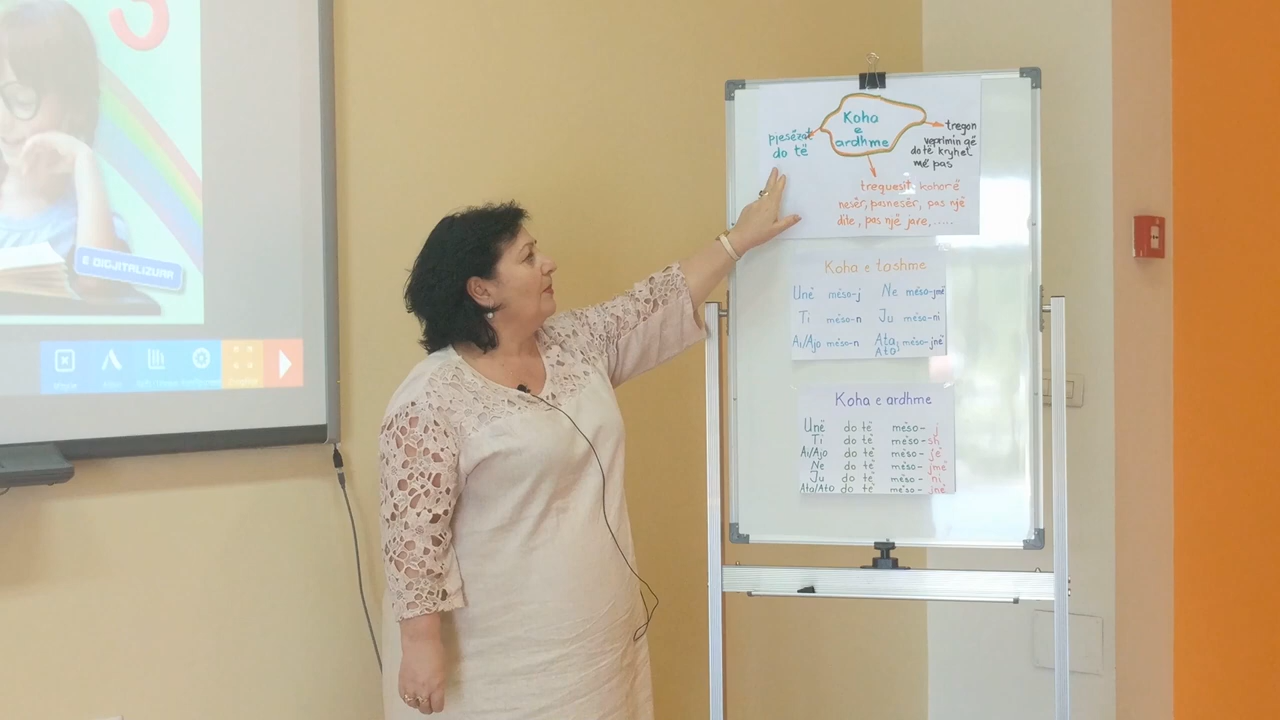 3
E DIGJITALIZUAR
Koha
e
ardhme
pjesëzat
do të
tregon
veprimin që
do të kryhet
më pas
treguesit kohorë
nesër, pasnesër, pas një
dite, pas një jave,.....
Koha e tashme
Unë mëso-j Ne mëso-jmë
Ti mëso-n Ju mëso-ni
Ai/Ajo mëso-n Ata/Ato mëso-jnë
Koha e ardhme
Unë do të mëso- j
Ti do të mëso-sh
Ai/Ajo do të mëso- jë
Ne do të mëso- jmë
Ju do të mëso- ni
Ata/Ato do të mëso- jnë